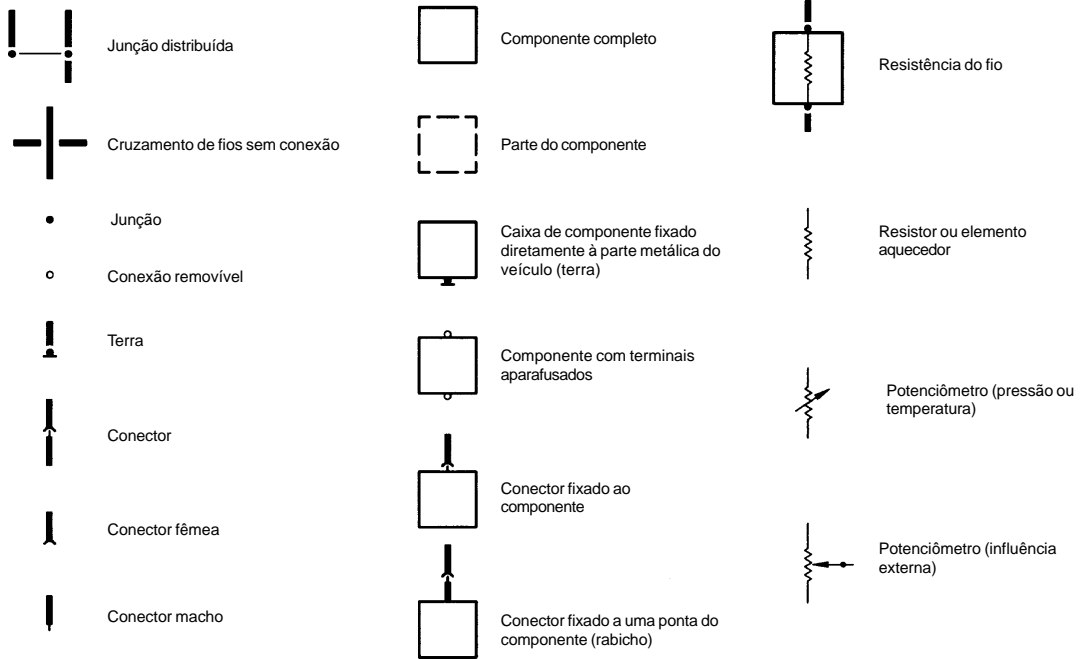 Junção distribuída
Cruzamento de fios sem conexão
Junção
Conexão removível
Terra
Conector
Conector fêmea
Conector macho
Componente completo
Parte do componente
Caixa de componente fixado
diretamente à parte metálica do
veículo (terra)
Componente com terminais
aparafusados
Conector fixado ao
componente
Conector fixado a uma ponta do
componente (rabicho)
Resistência do fio
Resistor ou elemento
aquecedor
Potenciômetro (pressão ou
temperatura)
Potenciômetro (influência
externa)